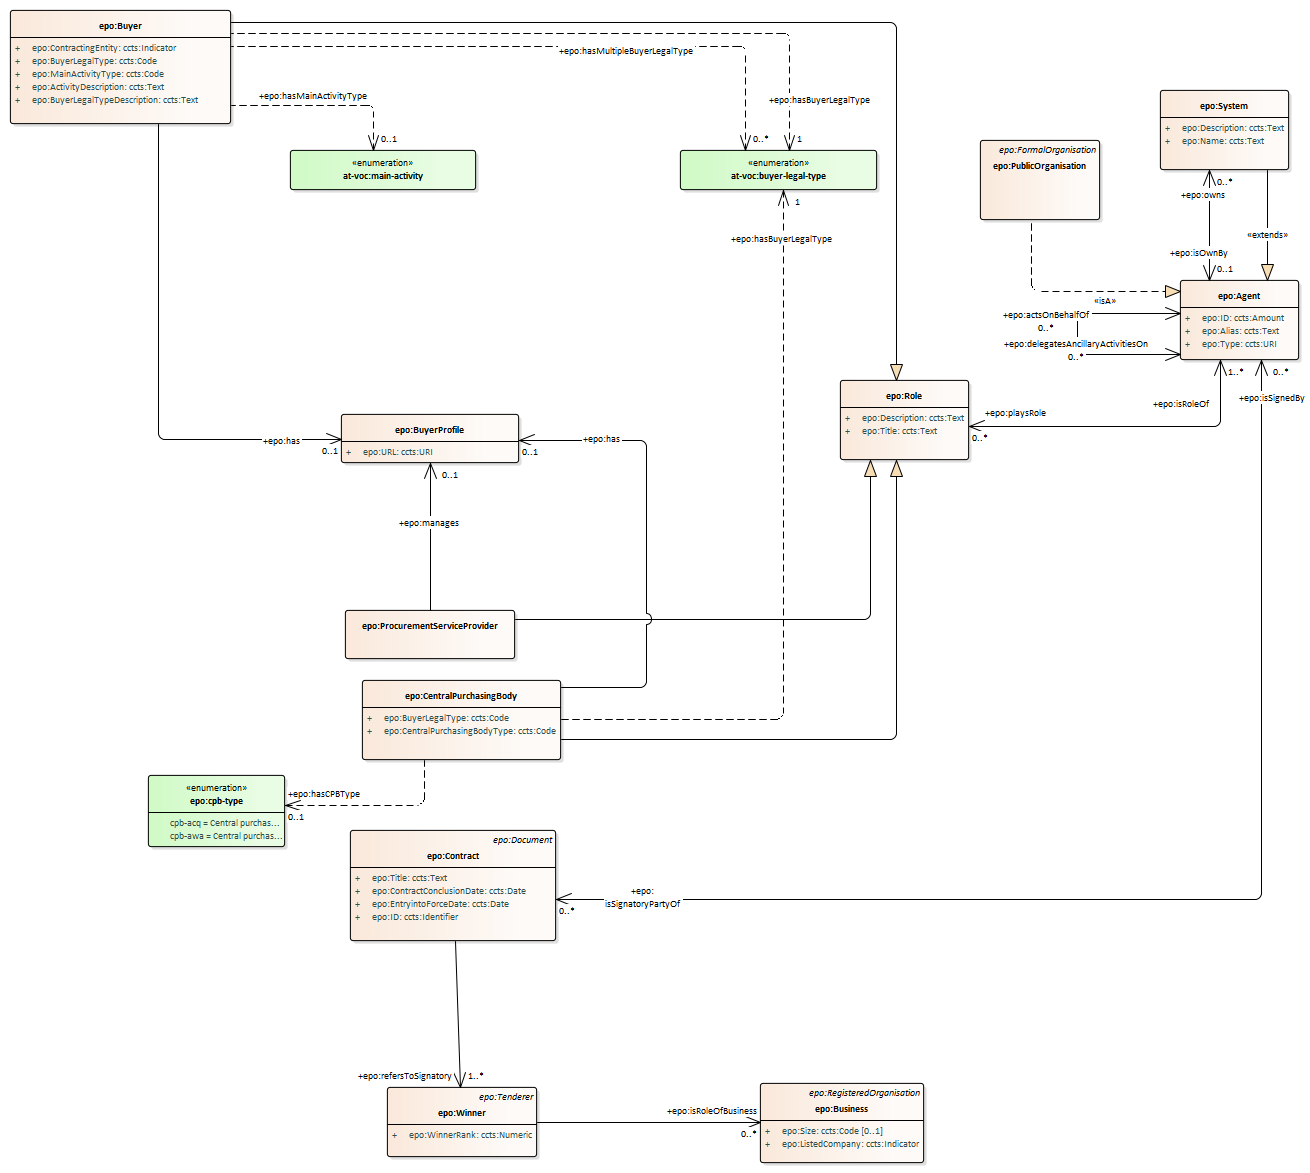 epo:Buyer
+ epo:ContractingEntity: ccts:Indicator
+ epo:BuyerLegalType: ccts:Code
+ epo:MainActivityType: ccts:Code
+ epo:ActivityDescription: ccts:Text
+ epo:BuyerLegalTypeDescription: ccts:Text
+epo:hasMultipleBuyerLegalType
+epo:hasMainActivityType
+epo:hasBuyerLegalType
0..1
0..*
1
«enumeration»
at-voc:main-activity
«enumeration»
at-voc:buyer-legal-type
1
+epo:hasBuyerLegalType
epo:System
+ epo:Description: ccts:Text
+ epo:Name: ccts:Text
epo:FormalOrganisation
epo:PublicOrganisation
0..*
+epo:owns
«extends»
+epo:isOwnBy
0..1
«isA»
epo:Agent
+ epo:ID: ccts:Amount
+ epo:Alias: ccts:Text
+ epo:Type: ccts:URI
+epo:actsOnBehalfOf
0..*
+epo:delegatesAncillaryActivitiesOn
0..*
1..*
0..*
+epo:isSignedBy
+epo:isRoleOf
+epo:playsRole
0..*
epo:Role
+ epo:Description: ccts:Text
+ epo:Title: ccts:Text
+epo:has
0..1
epo:BuyerProfile
+ epo:URL: ccts:URI
+epo:has
0..1
0..1
+epo:manages
epo:ProcurementServiceProvider
epo:CentralPurchasingBody
+ epo:BuyerLegalType: ccts:Code
+ epo:CentralPurchasingBodyType: ccts:Code
«enumeration»
epo:cpb-type
cpb-acq = Central purchas...
cpb-awa = Central purchas...
+epo:hasCPBType
0..1
epo:Document
epo:Contract
+ epo:Title: ccts:Text
+ epo:ContractConclusionDate: ccts:Date
+ epo:EntryintoForceDate: ccts:Date
+ epo:ID: ccts:Identifier
+epo:
isSignatoryPartyOf
0..*
+epo:refersToSignatory
1..*
epo:Tenderer
epo:Winner
+ epo:WinnerRank: ccts:Numeric
+epo:isRoleOfBusiness
0..*
epo:RegisteredOrganisation
epo:Business
+ epo:Size: ccts:Code [0..1]
+ epo:ListedCompany: ccts:Indicator